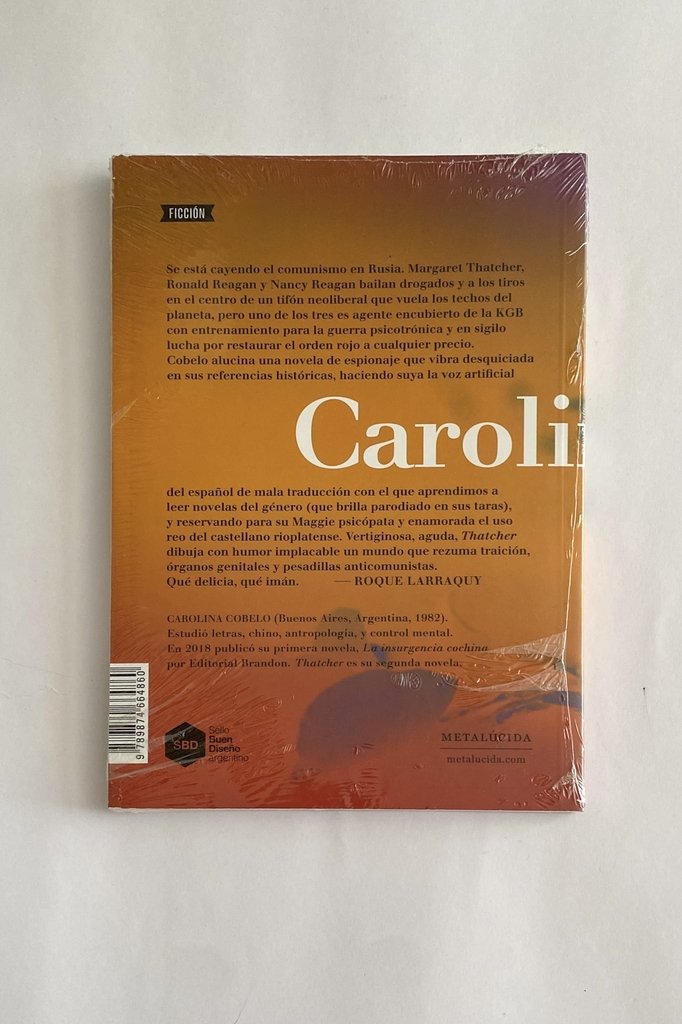 FICCIÓN
Se está cayendo el comunismo en Rusia. Margaret Thatcher,
Ronald Reagan y Nancy Reagan bailan drogados y a los tiros
en el centro de un tifón neoliberal que vuela los techos del
planeta, pero uno de los tres es agente encubierto de la KGB
con entrenamiento para la guerra psicotrónica y en sigilo
lucha por restaurar el orden rojo a cualquier precio.
Cobelo alucina una novela de espionaje que vibra desquiciada
en sus referencias históricas, haciendo suya la voz artificial
Caroli
del español de mala traducción con el que aprendimos a
leer novelas del género (que brilla parodiado en sus taras),
y reservando para su Maggie psicópata y enamorada el uso
reo del castellano rioplatense. Vertiginosa, aguda, Thatcher
dibuja con humor implacable un mundo que rezuma traición,
órganos genitales y pesadillas anticomunistas.
Qué delicia, qué imán. — ROQUE LARRAQUY
CAROLINA COBELO (Buenos Aires, Argentina, 1982).
Estudió letras, chino, antropología, y control mental.
En 2018 publicó su primera novela, La insurgencia cochina
por Editorial Brandon. Thatcher es su segunda novela.
9 789874 664860
SBD
Sello
Buen
Diseño
argentino
METALÚCIDA
metalucida.com